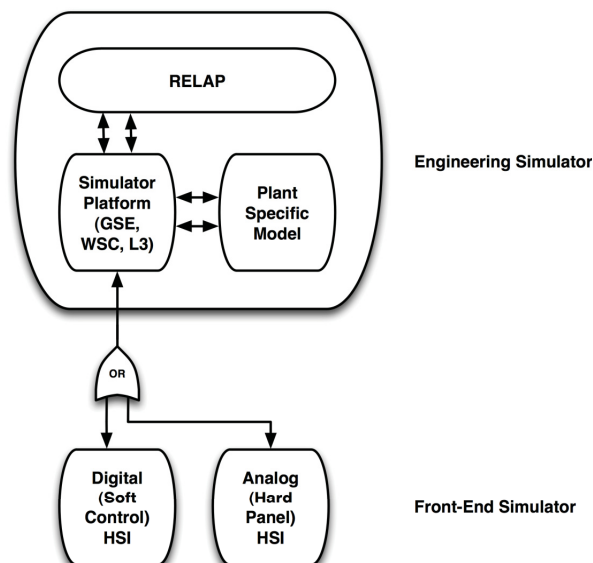 RELAP
Engineering Simulator
Simulator
Platform
(GSE,
WSC, L3)
Plant
Specific
Model
OR
Digital
(Soft
Control)
HSI
Analog
(Hard
Panel)
HSI
Front-End Simulator